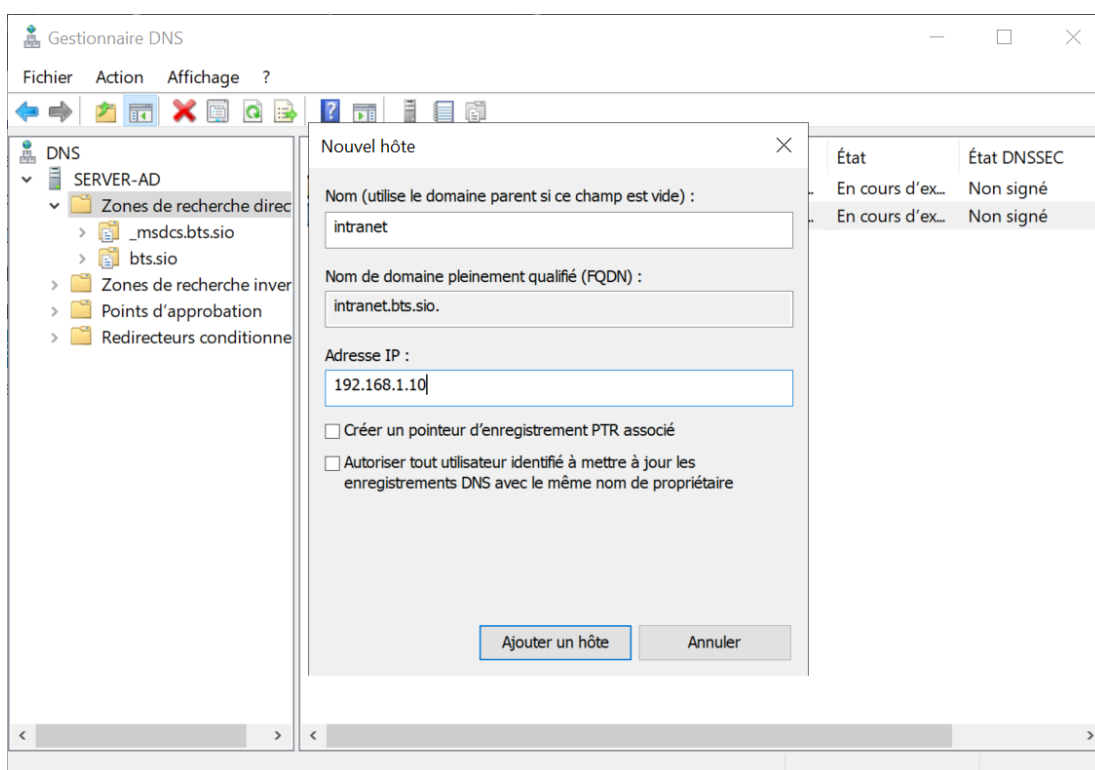 Gestionnaire DNS
Fichier Action Affichage ?
DNS
SERVER-AD
Zones de recherche direc
_msdcs.bts.sio
bts.sio
Zones de recherche inver
Points d'approbation
Redirecteurs conditionne
Nouvel hôte
Nom (utilise le domaine parent si ce champ est vide) :
intranet
Nom de domaine pleinement qualifié (FQDN) :
intranet.bts.sio.
Adresse IP :
192.168.1.10
Créer un pointeur d'enregistrement PTR associé
Autoriser tout utilisateur identifié à mettre à jour les
enregistrements DNS avec le même nom de propriétaire
Ajouter un hôte Annuler
État État DNSSEC
En cours d'ex... Non signé
En cours d'ex... Non signé